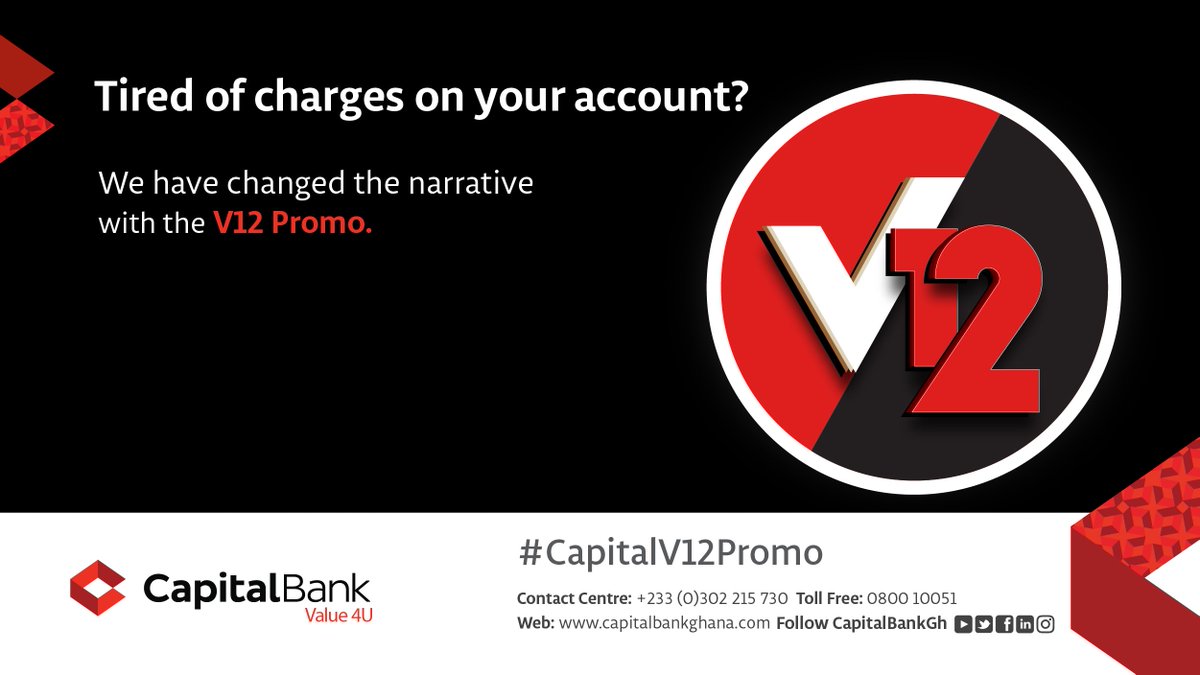 Tired of charges on your account?
We have changed the narrative
with the V12 Promo.
V12
CapitalBank
Value 4U
#CapitalV12Promo
Contact Centre: +233 (0)302 215 730 Toll Free: 0800 10051
Web: www.capitalbankghana.com Follow CapitalBankGh